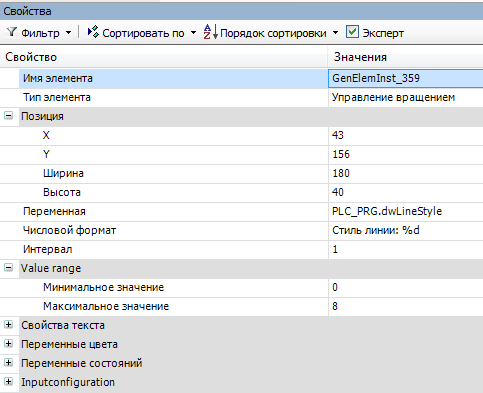 Свойства
Фильтр Сортировать по Порядок сортировки Эксперт
Свойство Значения
Имя элемента GenElemInst_359
Тип элемента Управление вращением
Позиция
X 43
Y 156
Ширина 180
Высота 40
Переменная PLC_PRG.dwLineStyle
Числовой формат Стиль линии: %d
Интервал 1
Value range
Минимальное значение 0
Максимальное значение 8
Свойства текста
Переменные цвета
Переменные состояний
Inputconfiguration